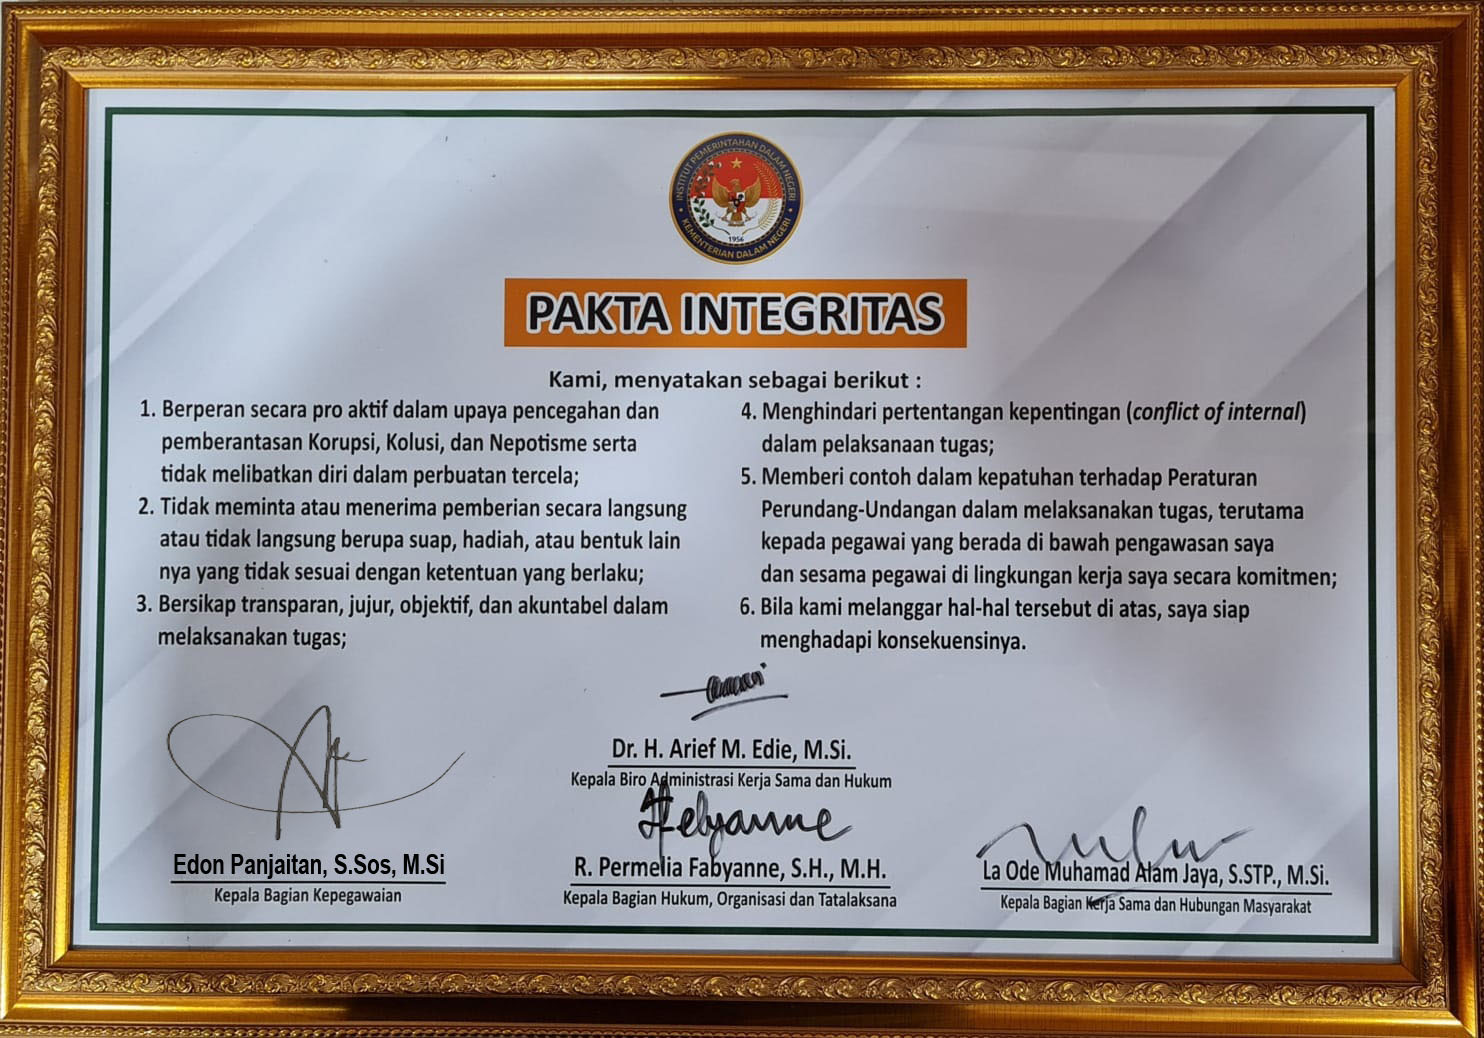 INSTITUT PEMERINTAHAN DALAM NEGERI
1956
KEMENTERIAN DALAM NEGERI
PAKTA INTEGRITAS
Kami, menyatakan sebagai berikut :
1. Berperan secara pro aktif dalam upaya pencegahan dan
pemberantasan Korupsi, Kolusi, dan Nepotisme serta
tidak melibatkan diri dalam perbuatan tercela;
2. Tidak meminta atau menerima pemberian secara langsung
atau tidak langsung berupa suap, hadiah, atau bentuk lain
nya yang tidak sesuai dengan ketentuan yang berlaku;
3. Bersikap transparan, jujur, objektif, dan akuntabel dalam
melaksanakan tugas;
4. Menghindari pertentangan kepentingan (conflict of internal)
dalam pelaksanaan tugas;
5. Memberi contoh dalam kepatuhan terhadap Peraturan
Perundang-Undangan dalam melaksanakan tugas, terutama
kepada pegawai yang berada di bawah pengawasan saya
dan sesama pegawai di lingkungan kerja saya secara komitmen;
6. Bila kami melanggar hal-hal tersebut di atas, saya siap
menghadapi konsekuensinya.
Dr. H. Arief M. Edie, M.Si.
Kepala Biro Administrasi Kerja Sama dan Hukum
Edon Panjaitan, S.Sos, M.Si
Kepala Bagian Kepegawaian
Febyanne
R. Permelia Fabyanne, S.H., M.H.
Kepala Bagian Hukum, Organisasi dan Tatalaksana
La Ode Muhamad Alam Jaya, S.STP., M.Si.
Kepala Bagian Kerja Sama dan Hubungan Masyarakat